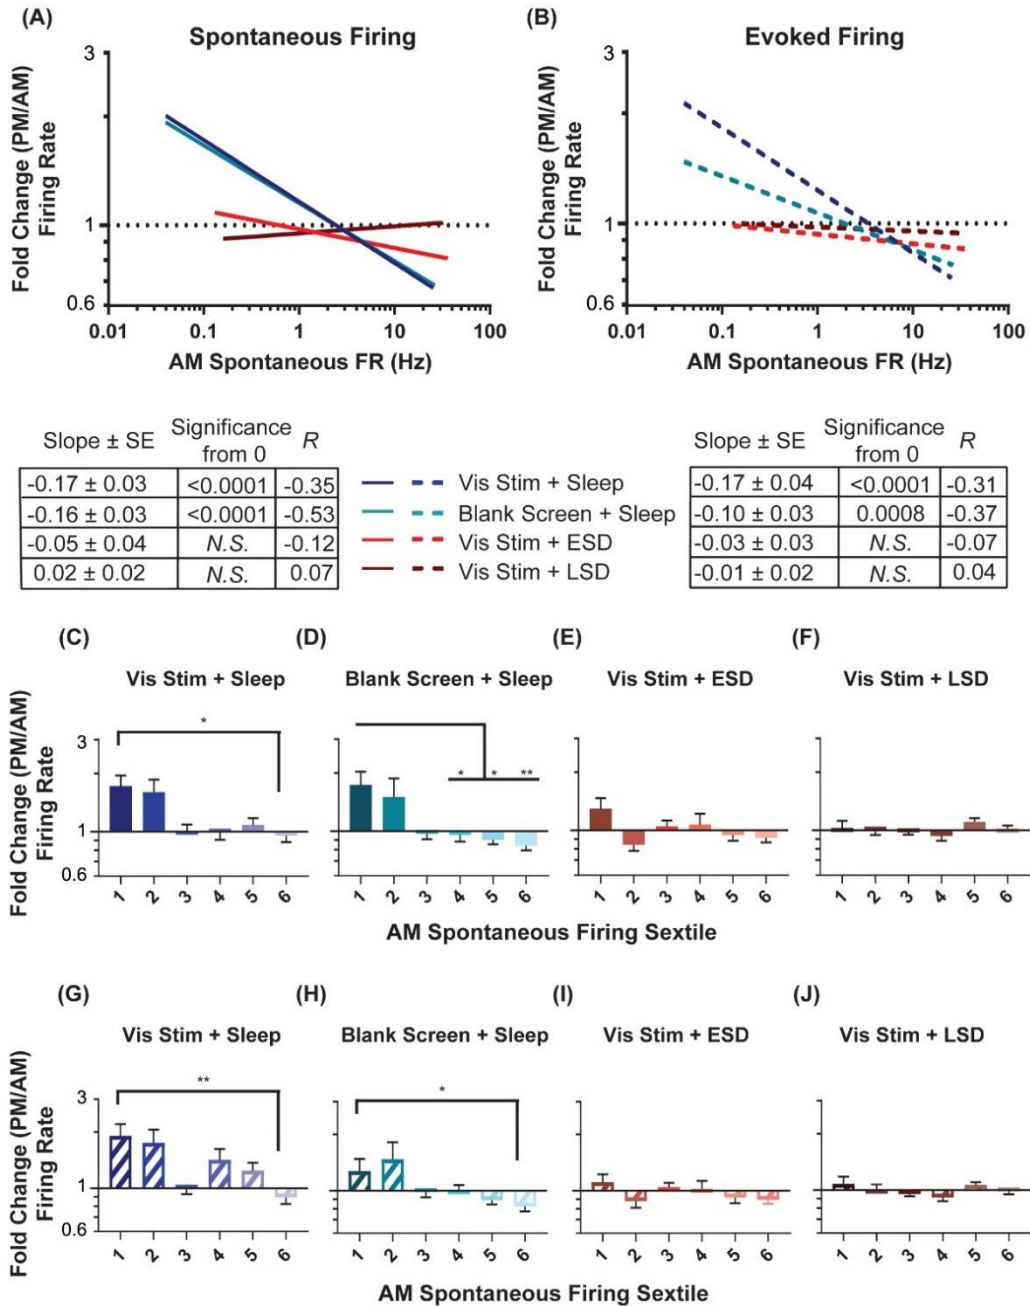 (A)
Spontaneous Firing
3
1
0.6
Fold Change (PM/AM)
Firing Rate
0.01 0.1 1 10 100
AM Spontaneous FR (Hz)
(B)
Evoked Firing
3
1
0.6
Fold Change (PM/AM)
Firing Rate
0.01 0.1 1 10 100
AM Spontaneous FR (Hz)
Slope ± SE Significance from 0 R
-0.17 ± 0.03 <0.0001 -0.35
-0.16 ± 0.03 <0.0001 -0.53
-0.05 ± 0.04 N.S. -0.12
0.02 ± 0.02 N.S. 0.07
Vis Stim + Sleep
Blank Screen + Sleep
Vis Stim + ESD
Vis Stim + LSD
Slope ± SE Significance from 0 R
-0.17 ± 0.04 <0.0001 -0.31
-0.10 ± 0.03 0.0008 -0.37
-0.03 ± 0.03 N.S. -0.07
-0.01 ± 0.02 N.S. 0.04
(C) (D) (E) (F)
Vis Stim + Sleep Blank Screen + Sleep Vis Stim + ESD Vis Stim + LSD
Fold Change (PM/AM)
Firing Rate
3
1
0.6
*
* * **
1 2 3 4 5 6 1 2 3 4 5 6 1 2 3 4 5 6 1 2 3 4 5 6
AM Spontaneous Firing Sextile
(G) (H) (I) (J)
Vis Stim + Sleep Blank Screen + Sleep Vis Stim + ESD Vis Stim + LSD
Fold Change (PM/AM)
Firing Rate
3
1
0.6
**
*
1 2 3 4 5 6 1 2 3 4 5 6 1 2 3 4 5 6 1 2 3 4 5 6
AM Spontaneous Firing Sextile